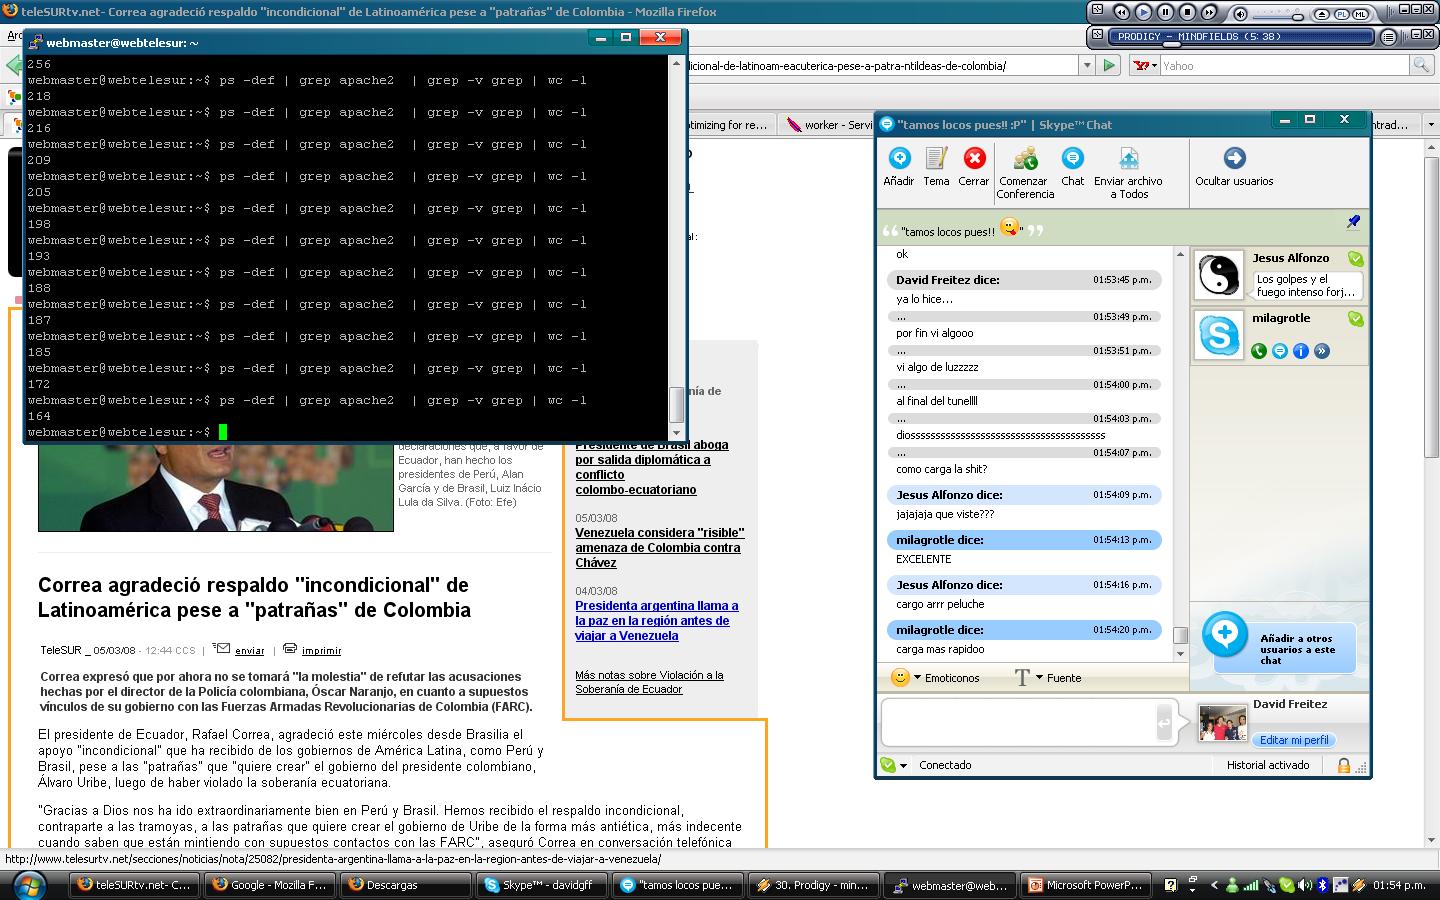 teleSURtv.net- Correa agradeció respaldo "incondicional" de Latinoamérica pese a "patrañas" de Colombia - Mozilla Firefox
PL
ML
PRODIGY - MINDFIELDS (5:38)
dicional-de-latinoam-eacuterica-pese-a-patra-ntildeas-de-colombia/
Yahoo
timizing for re...
worker - Servi
ntrad...
webmaster@webtelesur: ~
256
webmaster@webtelesur:~$ ps -def | grep apache2  | grep -v grep | wc -l
218
webmaster@webtelesur:~$ ps -def | grep apache2  | grep -v grep | wc -l
216
webmaster@webtelesur:~$ ps -def | grep apache2  | grep -v grep | wc -l
209
webmaster@webtelesur:~$ ps -def | grep apache2  | grep -v grep | wc -l
205
webmaster@webtelesur:~$ ps -def | grep apache2  | grep -v grep | wc -l
198
webmaster@webtelesur:~$ ps -def | grep apache2  | grep -v grep | wc -l
193
webmaster@webtelesur:~$ ps -def | grep apache2  | grep -v grep | wc -l
188
webmaster@webtelesur:~$ ps -def | grep apache2  | grep -v grep | wc -l
187
webmaster@webtelesur:~$ ps -def | grep apache2  | grep -v grep | wc -l
185
webmaster@webtelesur:~$ ps -def | grep apache2  | grep -v grep | wc -l
172
webmaster@webtelesur:~$ ps -def | grep apache2  | grep -v grep | wc -l
164
webmaster@webtelesur:~$
declaraciones que, a favor de
Ecuador, han hecho los
presidentes de Perú, Alan
García y de Brasil, Luiz Inácio
Lula da Silva. (Foto: Efe)
nía de
Presidente de Brasil aboga
por salida diplomática a
conflicto
colombo-ecuatoriano
05/03/08
Venezuela considera "risible"
amenaza de Colombia contra
Chávez
04/03/08
Presidenta argentina llama a
la paz en la región antes de
viajar a Venezuela
Más notas sobre Violación a la
Soberanía de Ecuador
Correa agradeció respaldo "incondicional" de
Latinoamérica pese a "patrañas" de Colombia
TeleSUR _ 05/03/08 - 12:44 CCS | enviar | imprimir
Correa expresó que por ahora no se tomará "la molestia" de refutar las acusaciones
hechas por el director de la Policía colombiana, Óscar Naranjo, en cuanto a supuestos
vínculos de su gobierno con las Fuerzas Armadas Revolucionarias de Colombia (FARC).
El presidente de Ecuador, Rafael Correa, agradeció este miércoles desde Brasilia el
apoyo "incondicional" que ha recibido de los gobiernos de América Latina, como Perú y
Brasil, pese a las "patrañas" que "quiere crear" el gobierno del presidente colombiano,
Álvaro Uribe, luego de haber violado la soberanía ecuatoriana.
"Gracias a Dios nos ha ido extraordinariamente bien en Perú y Brasil. Hemos recibido el respaldo incondicional,
contraparte a las tramoyas, a las patrañas que quiere crear el gobierno de Uribe de la forma más antiética, más indecente
cuando saben que están mintiendo con supuestos contactos con las FARC", aseguró Correa en conversación telefónica
"tamos locos pues!! :P" | Skype™ Chat
Añadir
Tema
Cerrar
Comenzar Conferencia
Chat
Enviar archivo a Todos
Ocultar usuarios
"tamos locos pues!! "
ok
David Freitez dice: 01:53:45 p.m.
ya lo hice...
... 01:53:49 p.m.
por fin vi algooo
... 01:53:51 p.m.
vi algo de luzzzzz
... 01:54:00 p.m.
al final del tunellll
... 01:54:03 p.m.
diosssssssssssssssssssssssssssssssssssssss
... 01:54:07 p.m.
como carga la shit?
Jesus Alfonzo dice: 01:54:09 p.m.
jajajaja que viste???
milagrotle dice: 01:54:13 p.m.
EXCELENTE
Jesus Alfonzo dice: 01:54:16 p.m.
cargo arrr peluche
milagrotle dice: 01:54:20 p.m.
carga mas rapidoo
Jesus Alfonzo
Los golpes y el
fuego intenso forj...
milagrotle
Añadir a otros
usuarios a este
chat
Emoticonos
Fuente
David Freitez
Editar mi perfil
Conectado
Historial activado
http://www.telesurtv.net/secciones/noticias/nota/25082/presidenta-argentina-llama-a-la-paz-en-la-region-antes-de-viajar-a-venezuela/
teleSURtv.net- C...
Google - Mozilla F...
Descargas
Skype™ - davidgff
"tamos locos pue...
30. Prodigy - min...
webmaster@web...
Microsoft PowerP...
01:54 p.m.